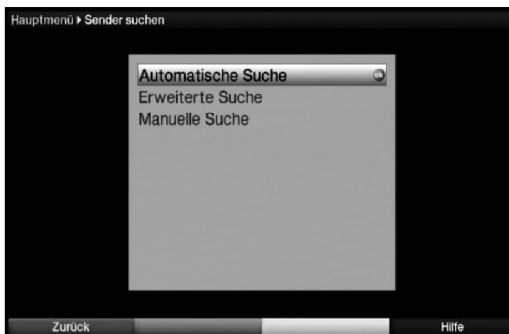 Hauptmenü ▸ Sender suchen
Automatische Suche
Erweiterte Suche
Manuelle Suche
Zurück Hilfe